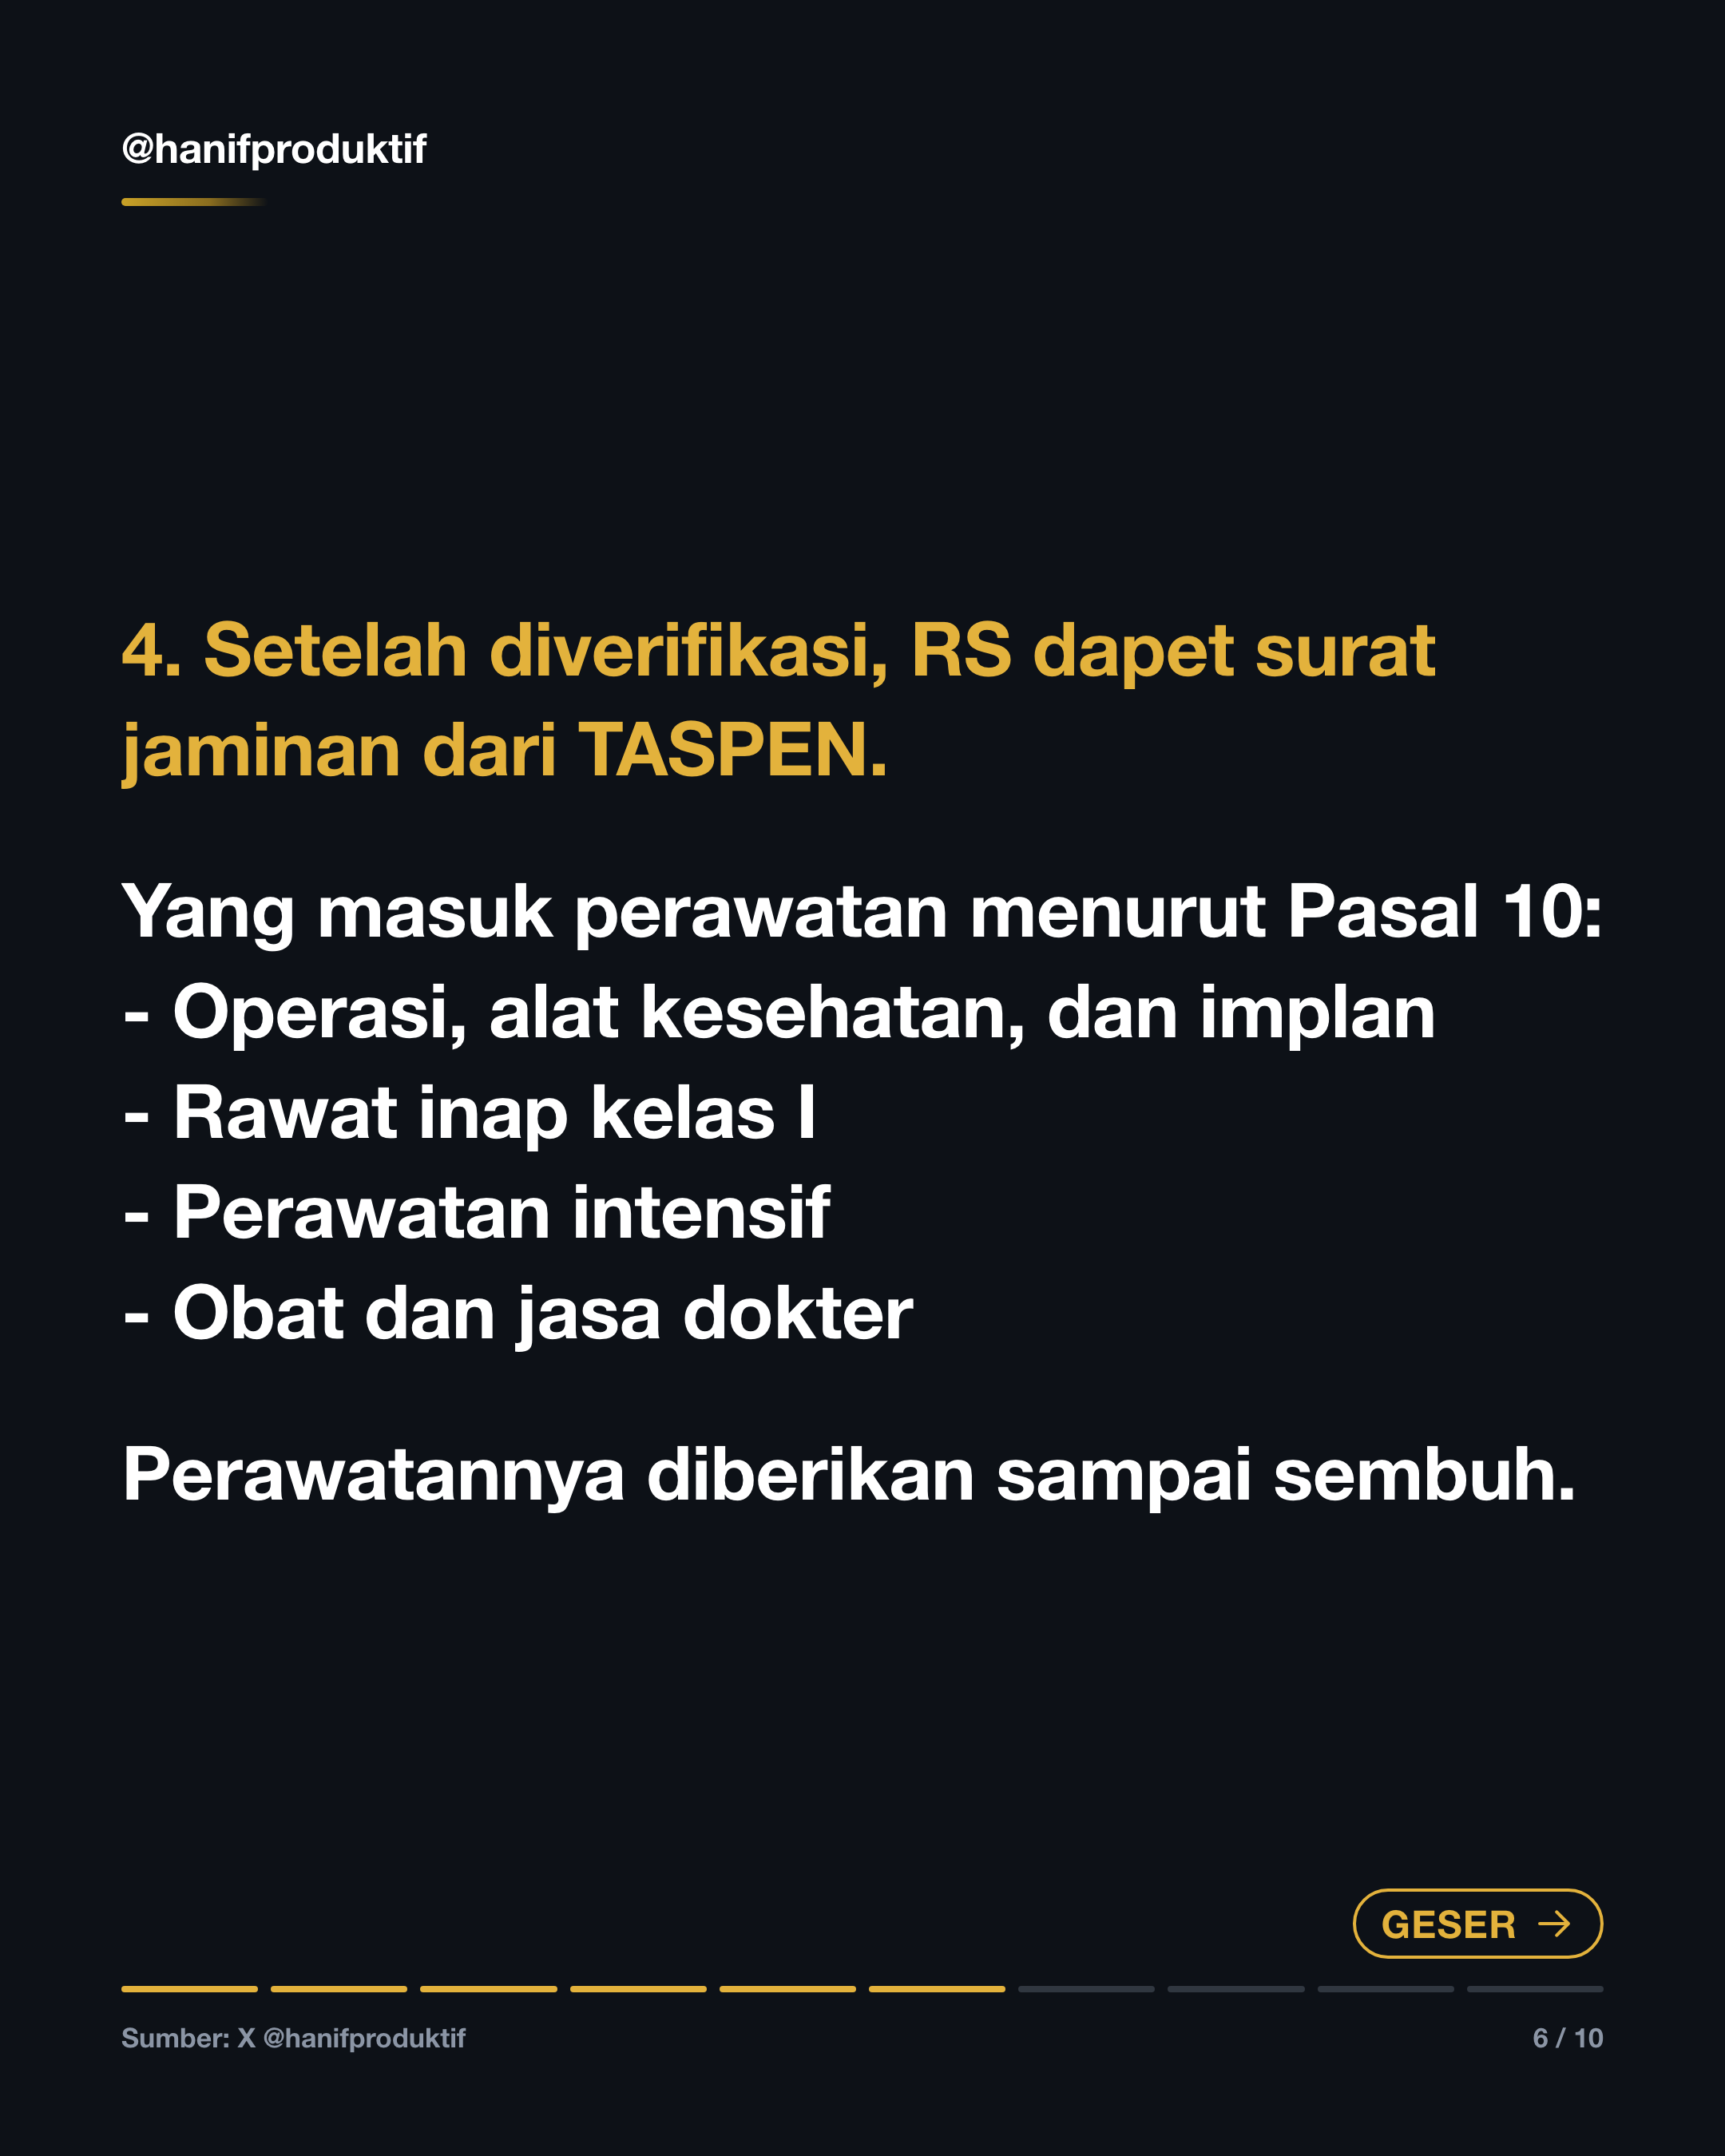 @hanifproduktif
4. Setelah diverifikasi, RS dapet surat
jaminan dari TASPEN.
Yang masuk perawatan menurut Pasal 10:
- Operasi, alat kesehatan, dan implan
- Rawat inap kelas I
- Perawatan intensif
- Obat dan jasa dokter
Perawatannya diberikan sampai sembuh.
GESER →
Sumber: X @hanifproduktif
6 / 10